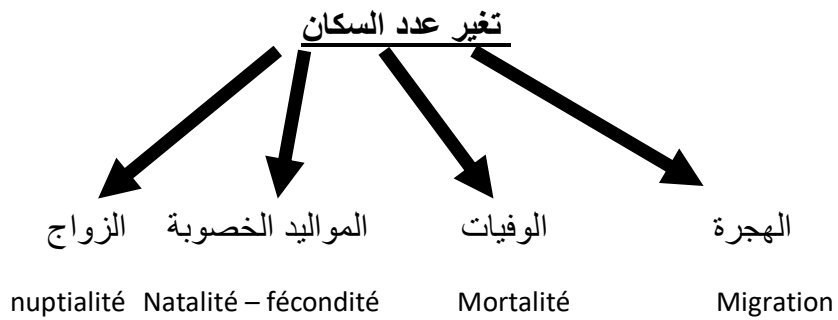 تغير عدد السكان
الهجرة الوفيات المواليد الخصوبة الزواج
nuptialité Natalité – fécondité Mortalité Migration